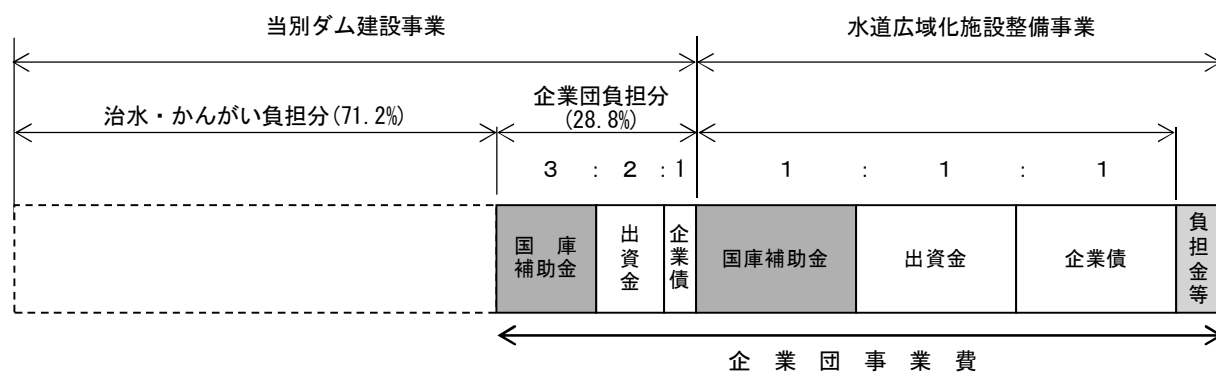 当別ダム建設事業
水道広域化施設整備事業
治水・かんがい負担分(71.2%)
企業団負担分
(28.8%)
3 : 2 : 1
1 : 1 : 1
国 庫
補助金
出資金
企業債
国庫補助金
出資金
企業債
負担金等
企 業 団 事 業 費